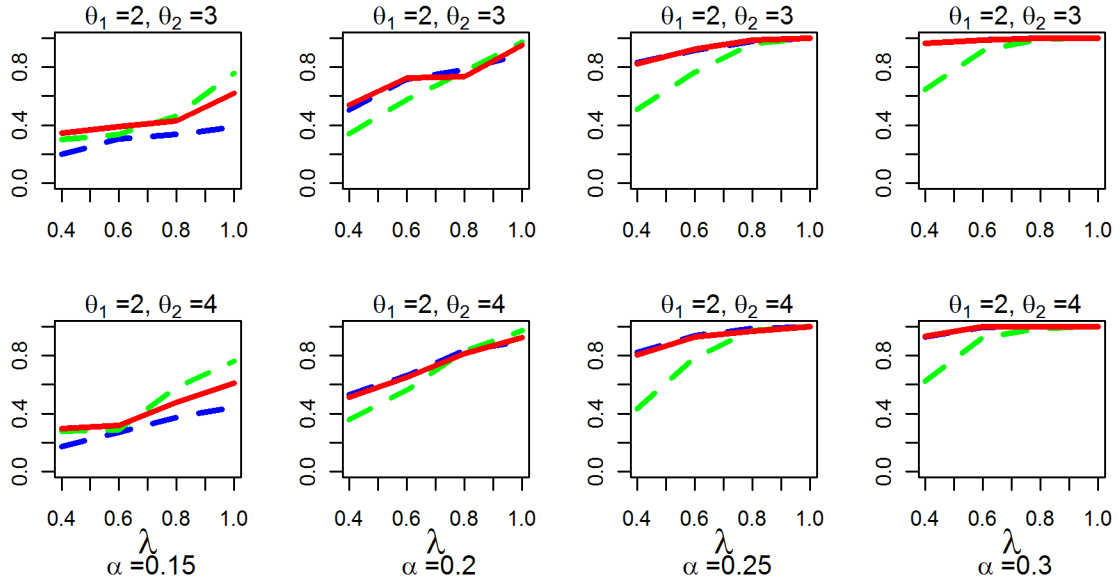 θ1 =2, θ2 =3 θ1 =2, θ2 =3 θ1 =2, θ2 =3 θ1 =2, θ2 =3
0.0 0.4 0.8 0.0 0.4 0.8 0.0 0.4 0.8 0.0 0.4 0.8
0.4 0.6 0.8 1.0 0.4 0.6 0.8 1.0 0.4 0.6 0.8 1.0 0.4 0.6 0.8 1.0
θ1 =2, θ2 =4 θ1 =2, θ2 =4 θ1 =2, θ2 =4 θ1 =2, θ2 =4
0.0 0.4 0.8 0.0 0.4 0.8 0.0 0.4 0.8 0.0 0.4 0.8
0.4 0.6 0.8 1.0 0.4 0.6 0.8 1.0 0.4 0.6 0.8 1.0 0.4 0.6 0.8 1.0
λ λ λ λ
α =0.15 α =0.2 α =0.25 α =0.3